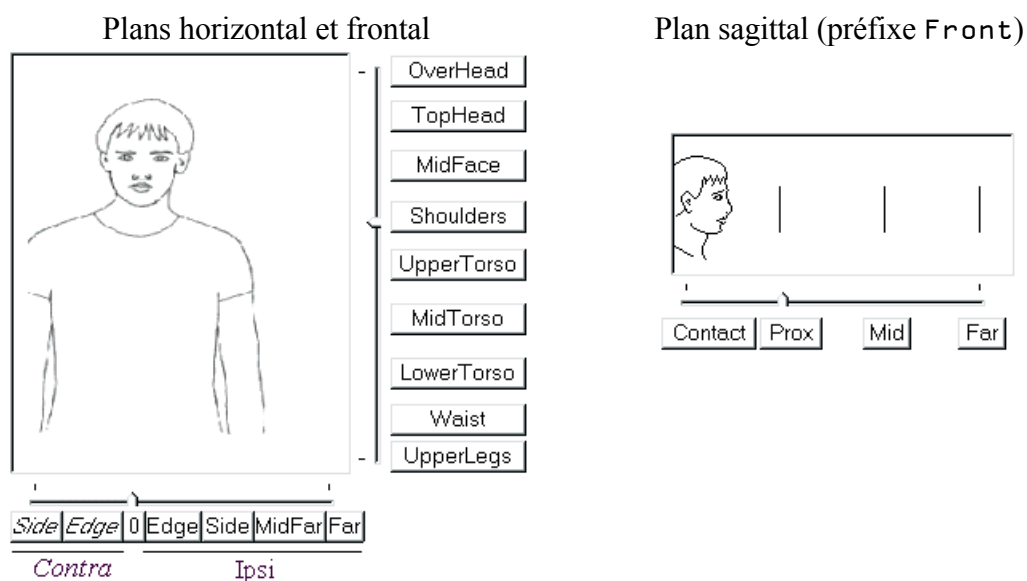 Plans horizontal et frontal
Plan sagittal (préfixe Front)
OverHead
TopHead
MidFace
Shoulders
UpperTorso
MidTorso
LowerTorso
Waist
UpperLegs
Contact Prox Mid Far
Side Edge 0 Edge Side MidFar Far
Contra Ipsi